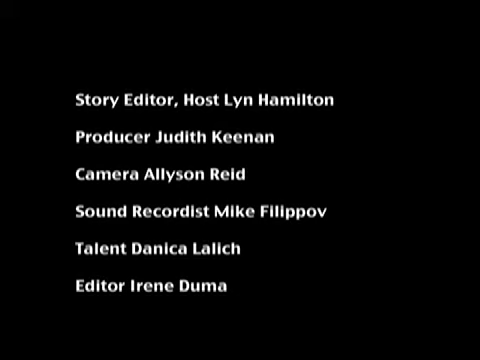 Story Editor, Host Lyn Hamilton
Producer Judith Keenan
Camera Allyson Reid
Sound Recordist Mike Filippov
Talent Danica Lalich
Editor Irene Duma